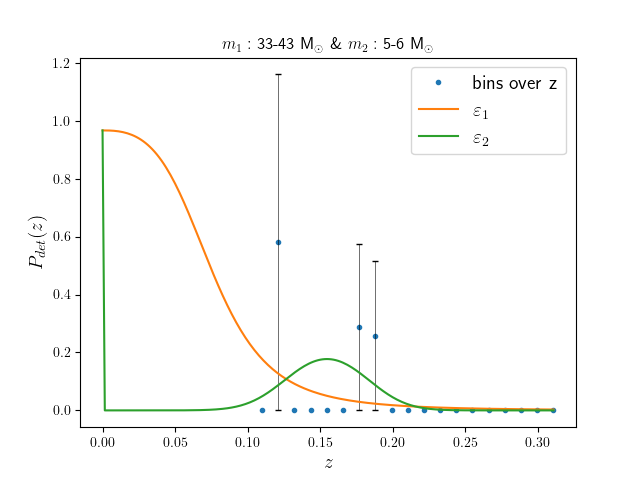 m₁ : 33-43 M⊙ & m₂ : 5-6 M⊙
1.2
1.0
0.8
0.6
0.4
0.2
0.0
P_det(z)
bins over z
ε₁
ε₂
0.00 0.05 0.10 0.15 0.20 0.25 0.30
z